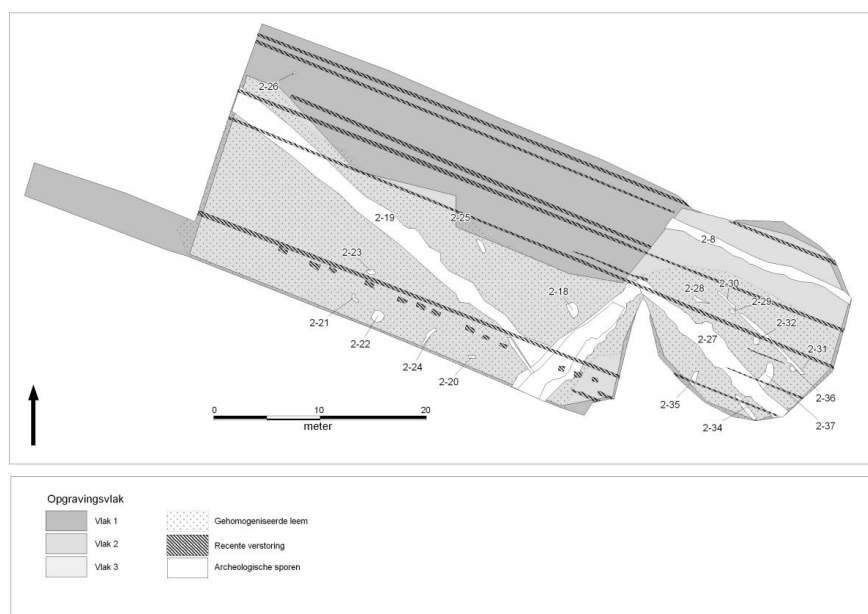 2-26
2-19
2-25
2-8
2-23
2-28
2-30
2-29
2-18
2-32
2-21
2-27
2-22
2-31
2-24
2-20
2-36
2-35
2-37
2-34
0 10 20
meter
Opgravingsvlak
Vlak 1
Gehomogeniseerde leem
Vlak 2
Recente verstoring
Vlak 3
Archeologische sporen